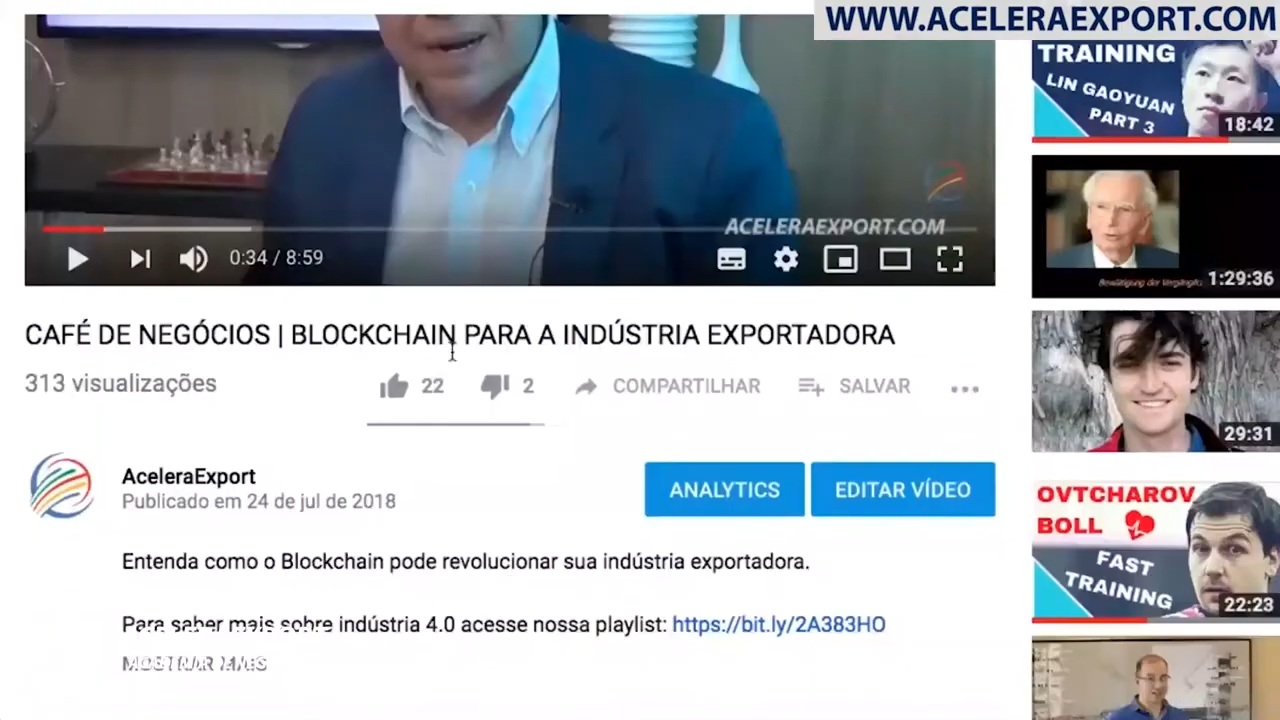 WWW.ACELERAEXPORT.COM
TRAINING
LIN GAOYUAN
PART 3
18:42
ACELERAEXPORT.COM
0:34 / 8:59
1:29:36
CAFÉ DE NEGÓCIOS | BLOCKCHAIN PARA A INDÚSTRIA EXPORTADORA
313 visualizações
22
2
COMPARTILHAR
SALVAR
29:31
AceleraExport
Publicado em 24 de jul de 2018
ANALYTICS
EDITAR VÍDEO
OVTCHAROV
BOLL
FAST
TRAINING
22:23
Entenda como o Blockchain pode revolucionar sua indústria exportadora.
Para saber mais sobre indústria 4.0 acesse nossa playlist: https://bit.ly/2A383HO
MOSTRAR MAIS